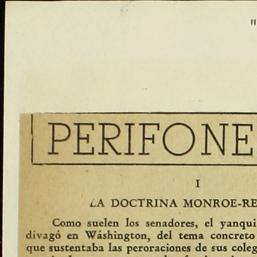 "
PERIFONE
I
LA DOCTRINA MONROE-RE
Como suelen los senadores, el yanqui
divagó en Wáshington, del tema concreto
que sustentaba las peroraciones de sus coleg